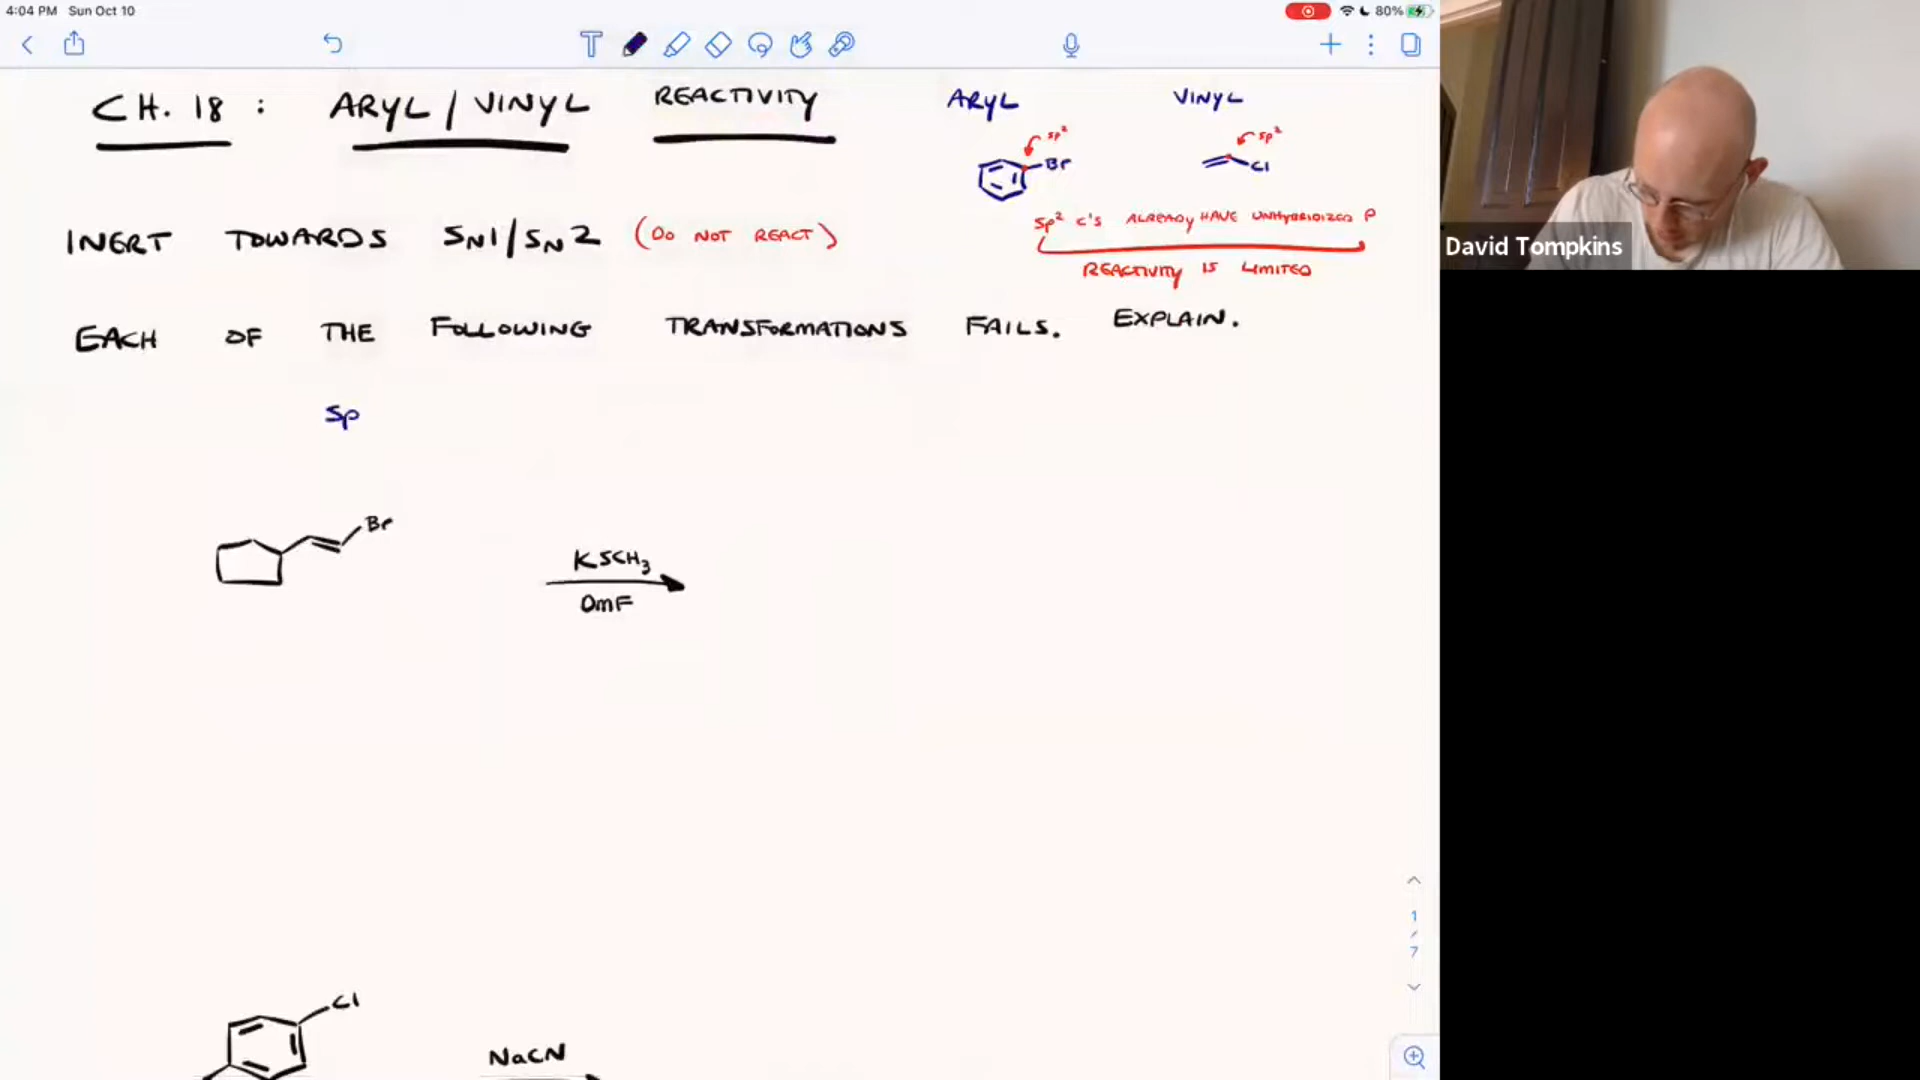 4:04 PM Sun Oct 10
80%
CH. 18 : ARYL / VINYL REACTIVITY
ARYL VINYL
sp² sp²
Br Cl
Sp² C'S ALREADY HAVE UNHYBRIDIZED P
REACTIVITY IS LIMITED
INERT TOWARDS SN1/SN2 (DO NOT REACT)
David Tompkins
EACH OF THE FOLLOWING TRANSFORMATIONS FAILS. EXPLAIN.
Sp
Br
KSCH₃
DMF
1
/
7
Cl
NaCN